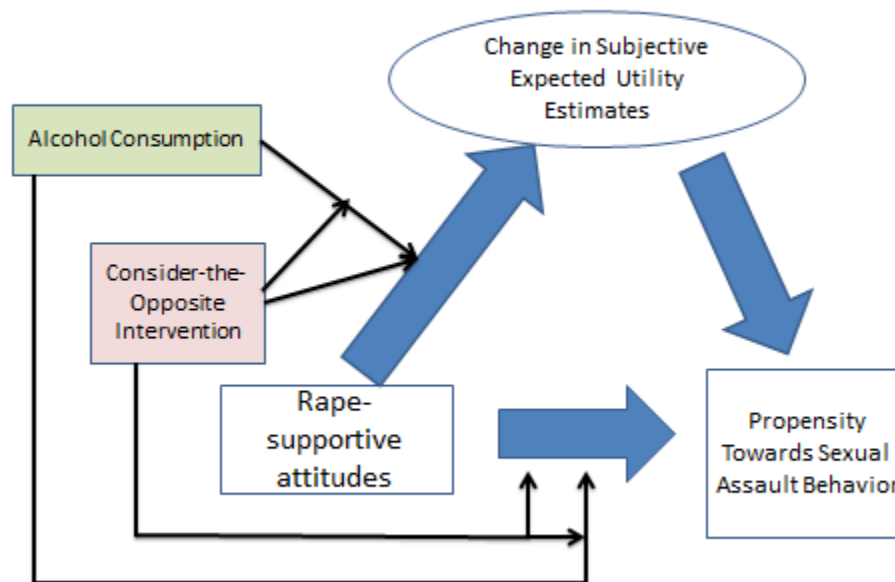 Change in Subjective
Expected Utility
Estimates
Alcohol Consumption
Consider-the-
Opposite
Intervention
Rape-
supportive
attitudes
Propensity
Towards Sexual
Assault Behavior